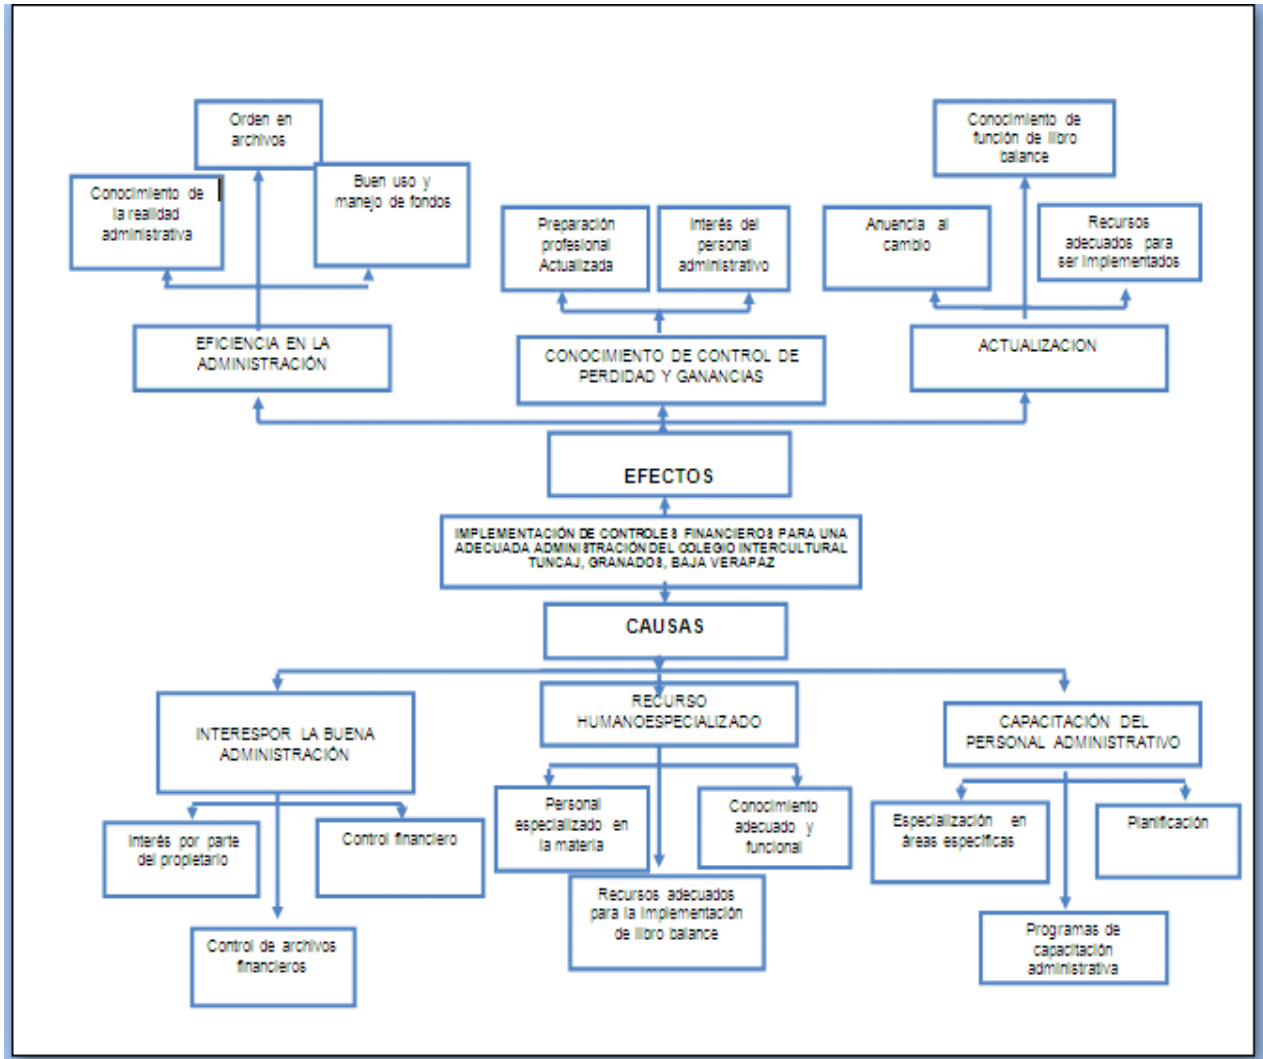 Orden en
archivos
Conocimiento de
la realidad
administrativa
Buen uso y
manejo de fondos
Preparación
profesional
Actualizada
Interés del
personal
administrativo
Conocimiento de
función de libro
balance
Anuencia al
cambio
Recursos
adecuados para
ser implementados
EFICIENCIA EN LA
ADMINISTRACIÓN
CONOCIMIENTO DE CONTROL DE
PERDIDAD Y GANANCIAS
ACTUALIZACION
EFECTOS
IMPLEMENTACIÓN DE CONTROLES FINANCIEROS PARA UNA
ADECUADA ADMINISTRACIÓN DEL COLEGIO INTERCULTURAL
TUNCAJ, GRANADOS, BAJA VERAPAZ
CAUSAS
INTERESPOR LA BUENA
ADMINISTRACIÓN
RECURSO
HUMANOESPECIALIZADO
CAPACITACIÓN DEL
PERSONAL ADMINISTRATIVO
Interés por parte
del propietario
Control financiero
Control de archivos
financieros
Personal
especializado en
la materia
Conocimiento
adecuado y
funcional
Recursos adecuados
para la implementación
de libro balance
Especialización en
áreas específicas
Planificación
Programas de
capacitación
administrativa